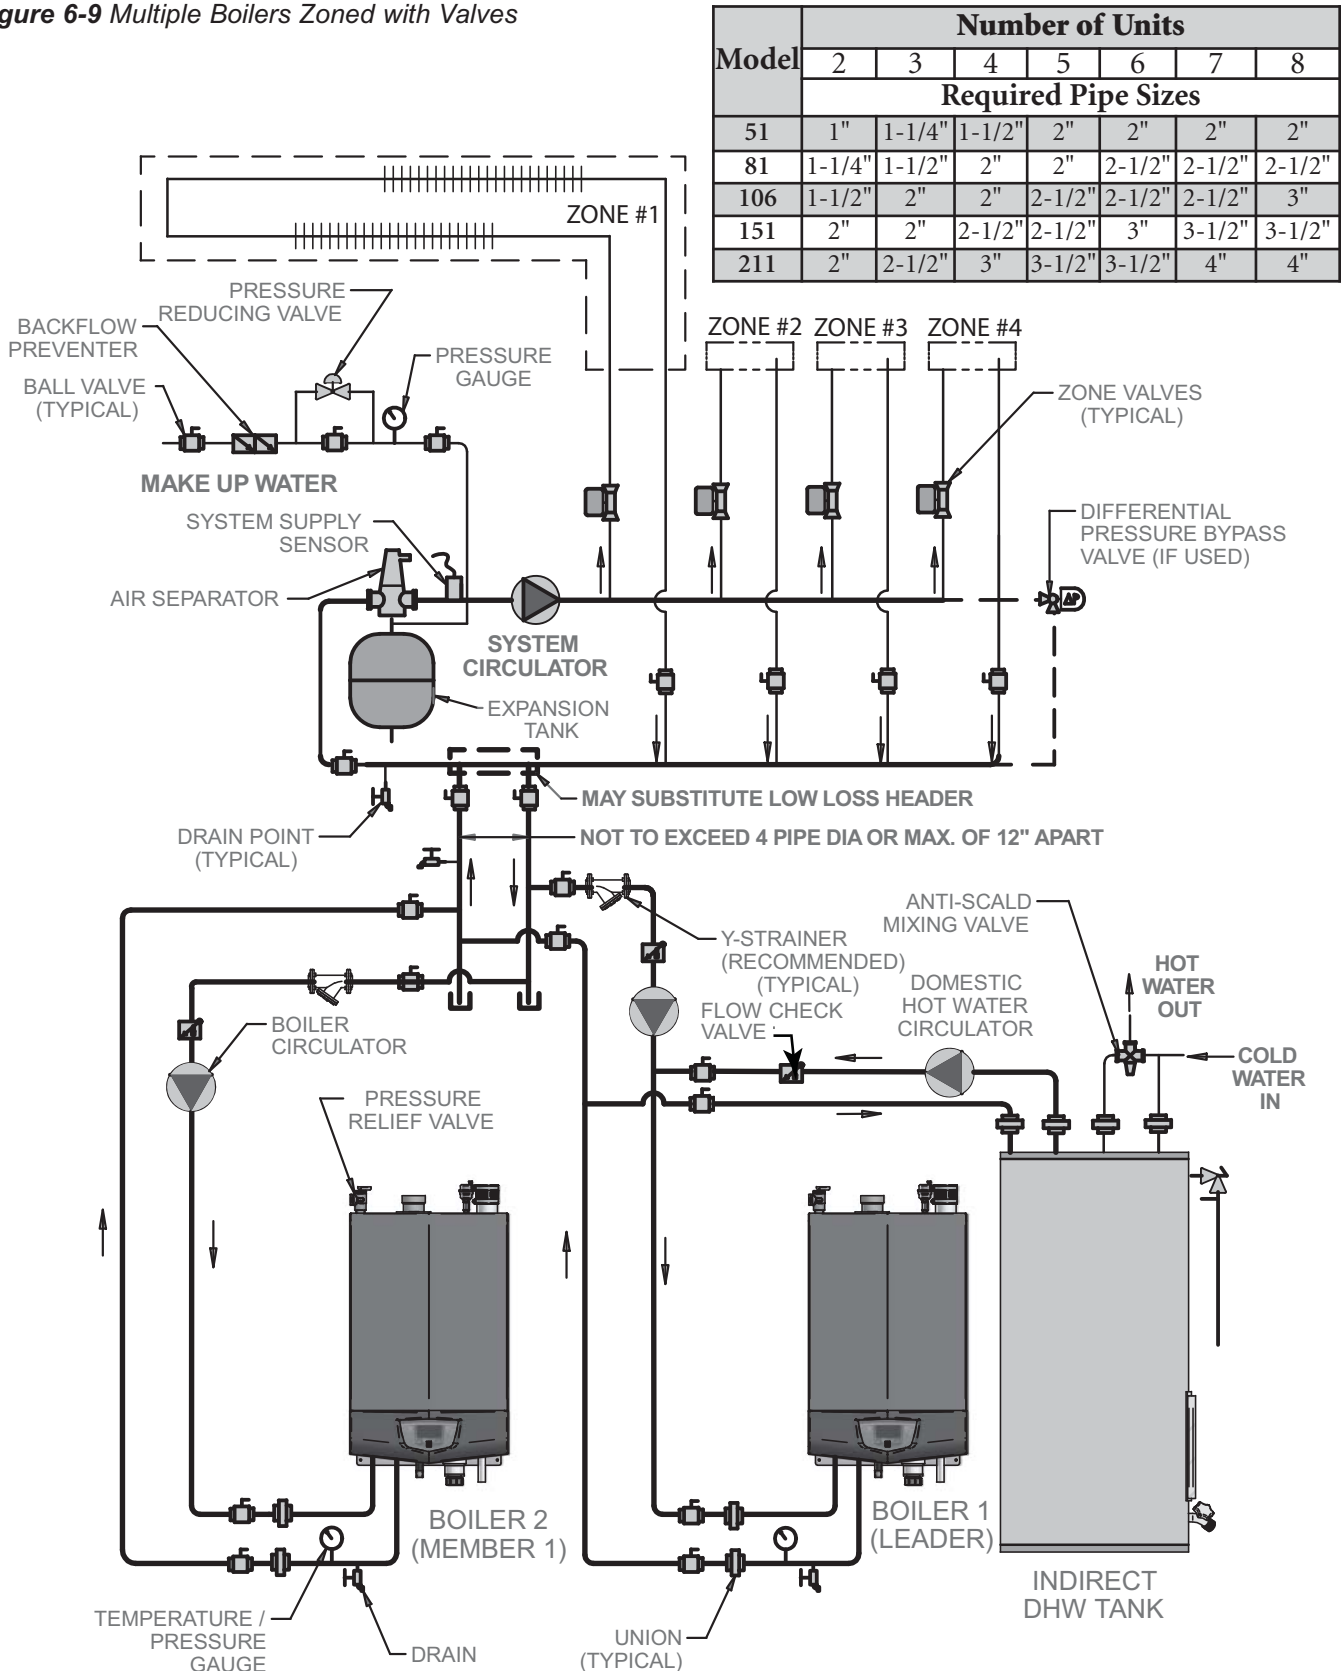 gure 6-9 Multiple Boilers Zoned with Valves
Model Number of Units
2 3 4 5 6 7 8
Required Pipe Sizes
51 1" 1-1/4" 1-1/2" 2" 2" 2" 2"
81 1-1/4" 1-1/2" 2" 2" 2-1/2" 2-1/2" 2-1/2"
106 1-1/2" 2" 2" 2-1/2" 2-1/2" 2-1/2" 3"
151 2" 2" 2-1/2" 2-1/2" 3" 3-1/2" 3-1/2"
211 2" 2-1/2" 3" 3-1/2" 3-1/2" 4" 4"
ZONE #1
PRESSURE
REDUCING VALVE
BACKFLOW
PREVENTER
BALL VALVE
(TYPICAL)
PRESSURE
GAUGE
ZONE #2
ZONE #3
ZONE #4
ZONE VALVES
(TYPICAL)
MAKE UP WATER
SYSTEM SUPPLY
SENSOR
AIR SEPARATOR
DIFFERENTIAL
PRESSURE BYPASS
VALVE (IF USED)
ΔP
SYSTEM
CIRCULATOR
EXPANSION
TANK
MAY SUBSTITUTE LOW LOSS HEADER
DRAIN POINT
(TYPICAL)
NOT TO EXCEED 4 PIPE DIA OR MAX. OF 12" APART
Y-STRAINER
(RECOMMENDED)
(TYPICAL)
ANTI-SCALD
MIXING VALVE
HOT
WATER
OUT
FLOW CHECK
VALVE
DOMESTIC
HOT WATER
CIRCULATOR
COLD
WATER
IN
BOILER
CIRCULATOR
PRESSURE
RELIEF VALVE
BOILER 2
(MEMBER 1)
BOILER 1
(LEADER)
INDIRECT
DHW TANK
TEMPERATURE /
PRESSURE
GAUGE
DRAIN
UNION
(TYPICAL)